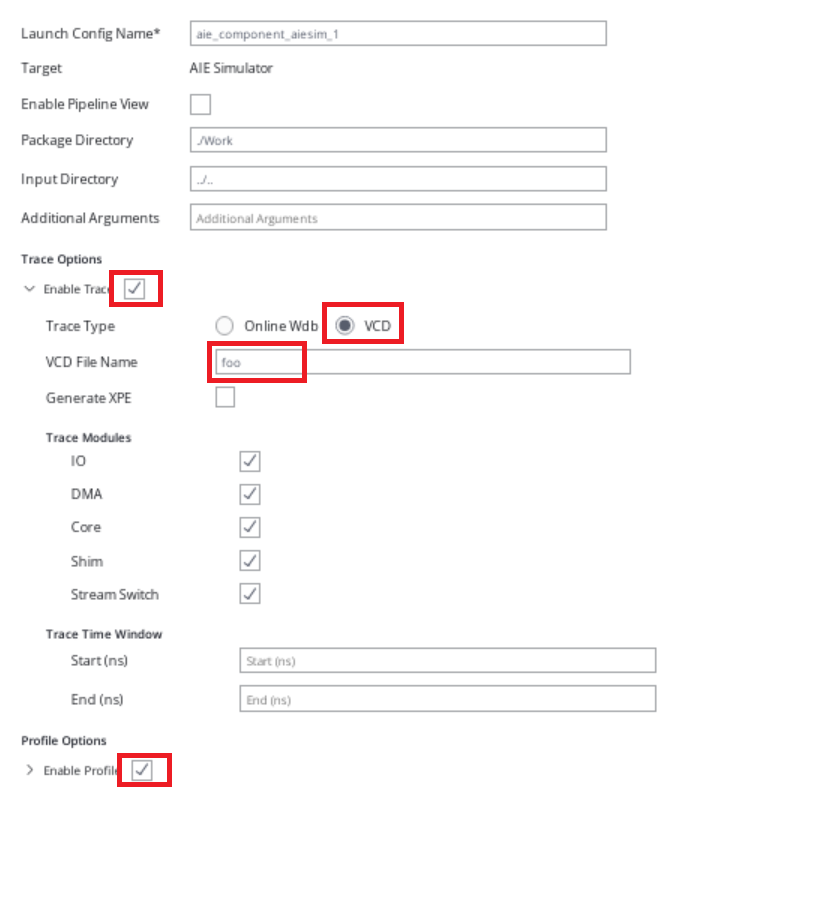 Launch Config Name* aie_component_aiesim_1
Target AIE Simulator
Enable Pipeline View
Package Directory ./Work
Input Directory ../..
Additional Arguments Additional Arguments
Trace Options
Enable Trac
Trace Type Online Wdb VCD
VCD File Name foo
Generate XPE
Trace Modules
IO
DMA
Core
Shim
Stream Switch
Trace Time Window
Start (ns) Start (ns)
End (ns) End (ns)
Profile Options
Enable Profil